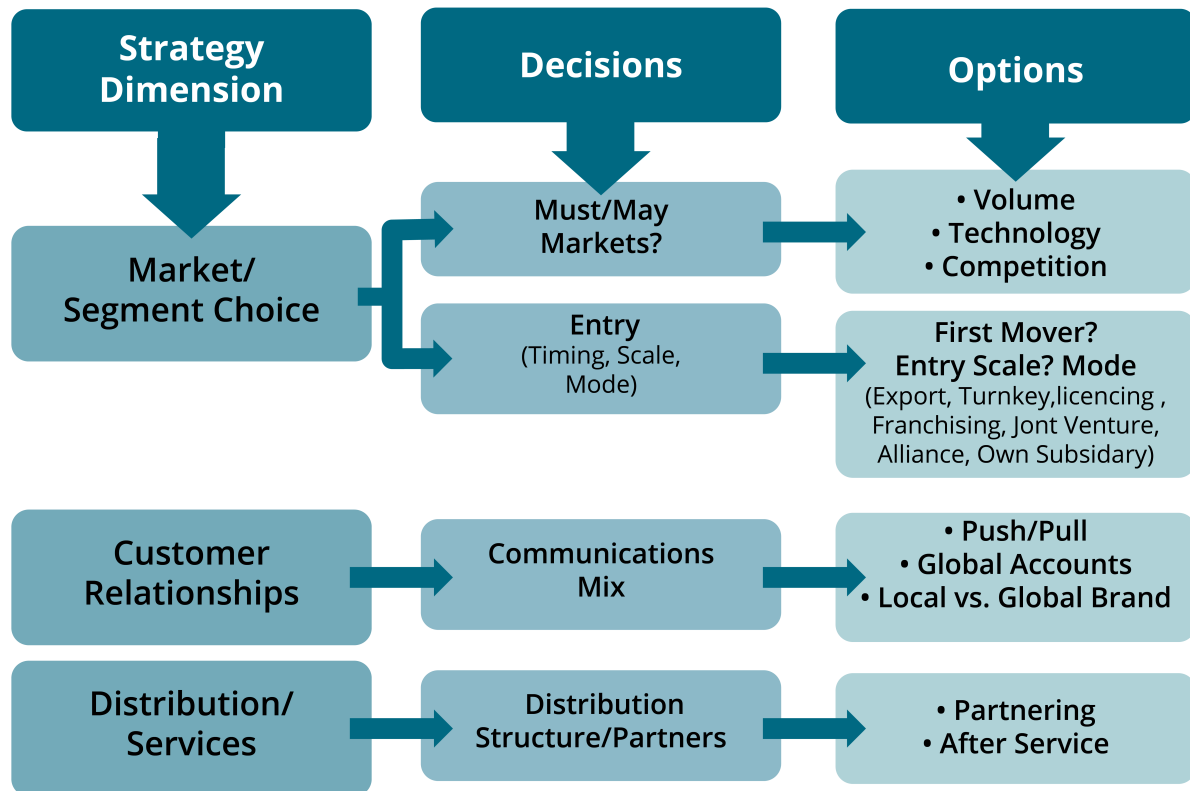 Strategy
Dimension
Decisions
Options
Market/
Segment Choice
Must/May
Markets?
• Volume
• Technology
• Competition
Entry
(Timing, Scale,
Mode)
First Mover?
Entry Scale? Mode
(Export, Turnkey,licencing ,
Franchising, Jont Venture,
Alliance, Own Subsidary)
Customer
Relationships
Communications
Mix
• Push/Pull
• Global Accounts
• Local vs. Global Brand
Distribution/
Services
Distribution
Structure/Partners
• Partnering
• After Service